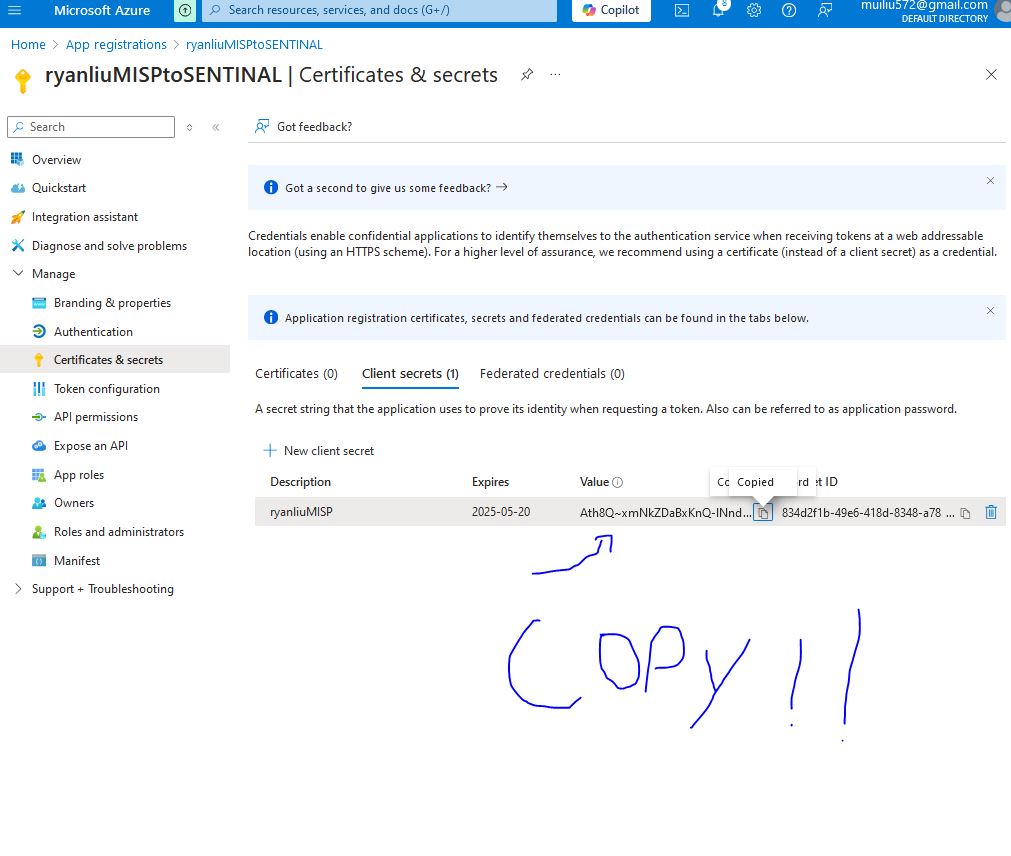 Microsoft Azure
Search resources, services, and docs (G+/)
Copilot
8
muiliu572@gmail.com
DEFAULT DIRECTORY
Home > App registrations > ryanliuMISPtoSENTINAL
ryanliuMISPtoSENTINAL | Certificates & secrets
Search
Got feedback?
Overview
Quickstart
Integration assistant
Diagnose and solve problems
Manage
Branding & properties
Authentication
Certificates & secrets
Token configuration
API permissions
Expose an API
App roles
Owners
Roles and administrators
Manifest
Support + Troubleshooting
Got a second to give us some feedback?
Credentials enable confidential applications to identify themselves to the authentication service when receiving tokens at a web addressable
location (using an HTTPS scheme). For a higher level of assurance, we recommend using a certificate (instead of a client secret) as a credential.
Application registration certificates, secrets and federated credentials can be found in the tabs below.
Certificates (0) Client secrets (1) Federated credentials (0)
A secret string that the application uses to prove its identity when requesting a token. Also can be referred to as application password.
New client secret
Description Expires Value Copied ID
ryanliuMISP 2025-05-20 Ath8Q~xmNkZDaBxKnQ-INnd... 834d2f1b-49e6-418d-8348-a78 ...
COPY!!